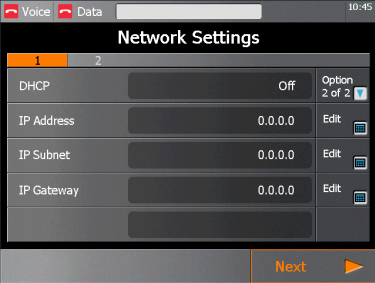 Voice Data 10:45
Network Settings
1 2
DHCP Off Option
2 of 2
IP Address 0.0.0.0 Edit
IP Subnet 0.0.0.0 Edit
IP Gateway 0.0.0.0 Edit
Next